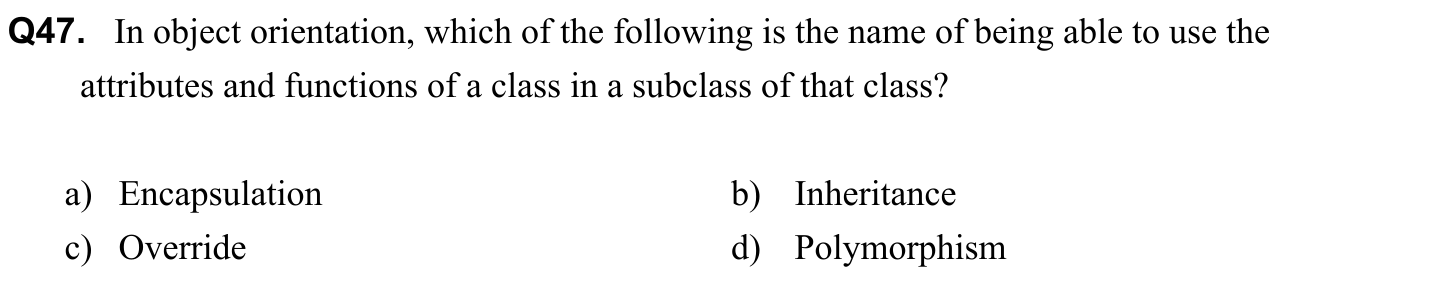 Q47. In object orientation, which of the following is the name of being able to use the
attributes and functions of a class in a subclass of that class?
a) Encapsulation b) Inheritance
c) Override d) Polymorphism